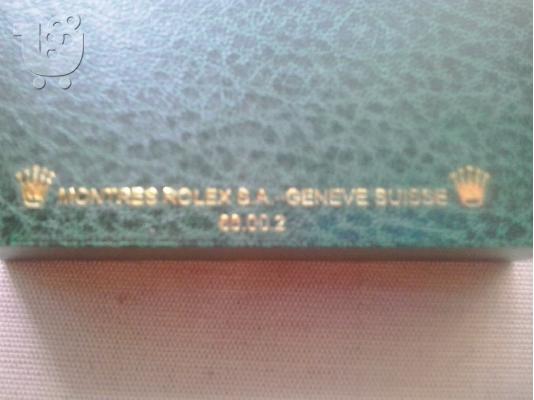 MONTRES ROLEX S.A. - GENEVE SUISSE
68.00.2